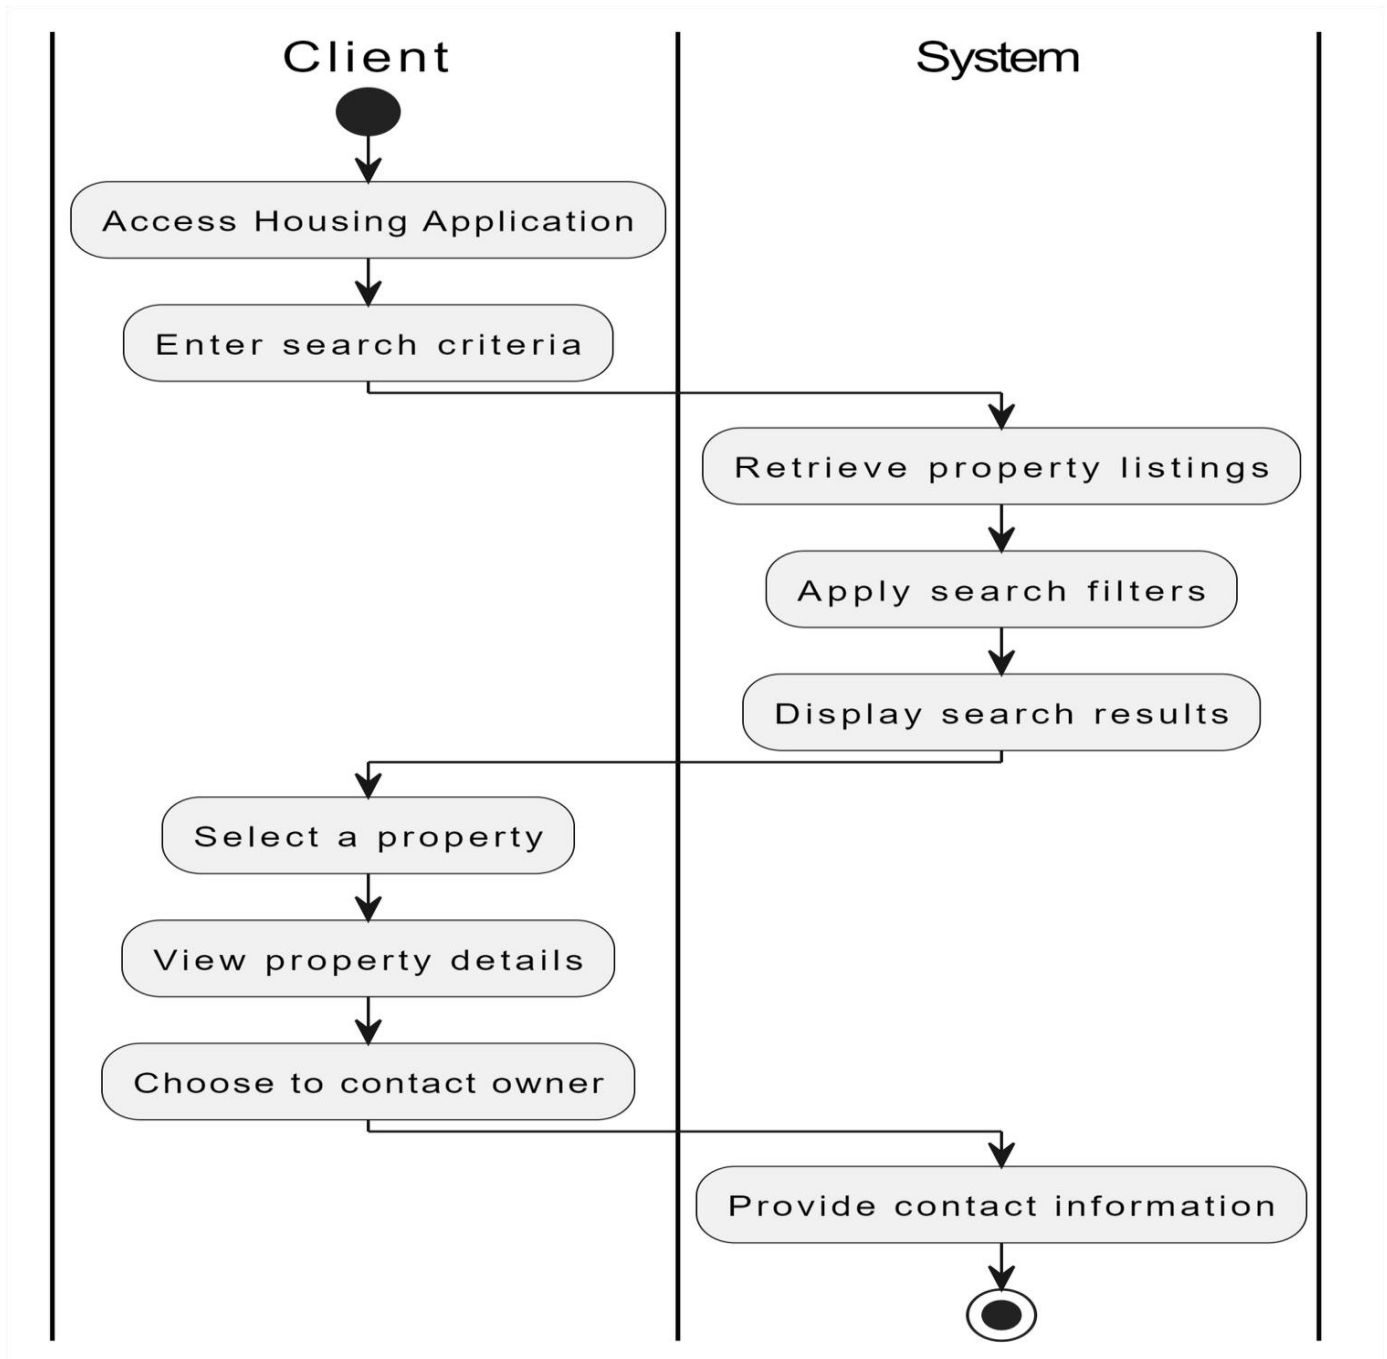 Client
System
Access Housing Application
Enter search criteria
Retrieve property listings
Apply search filters
Display search results
Select a property
View property details
Choose to contact owner
Provide contact information